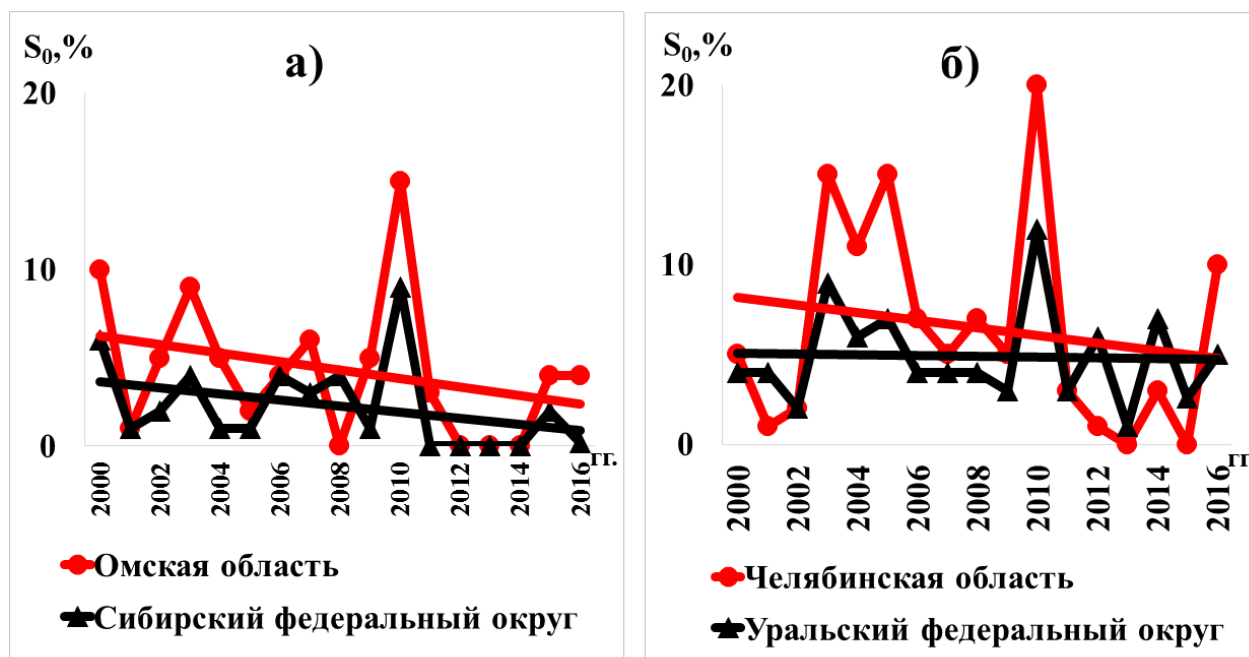 S₀,%
а)
20
10
0
2000
2002
2004
2006
2008
2010
2012
2014
2016
гг.
Омская область
Сибирский федеральный округ
S₀,%
б)
20
10
0
2000
2002
2004
2006
2008
2010
2012
2014
2016
гг
Челябинская область
Уральский федеральный округ